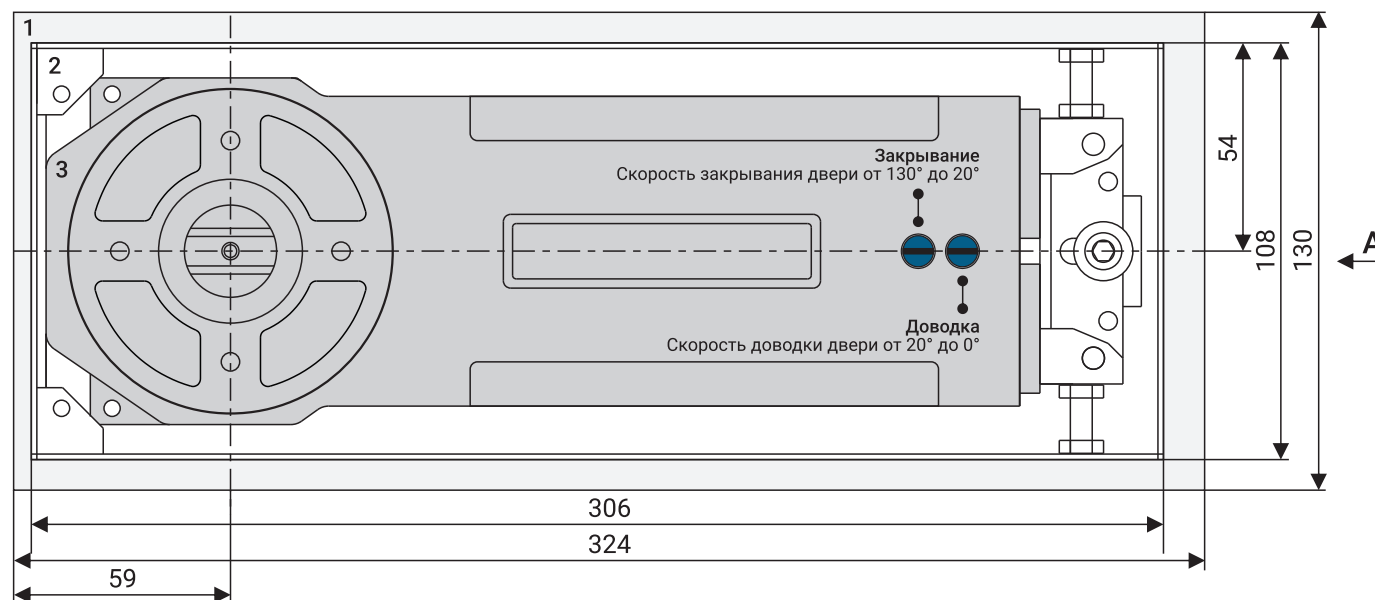 1
2
3
Закрывание
Скорость закрывания двери от 130° до 20°
Доводка
Скорость доводки двери от 20° до 0°
54
108
130
A
306
324
59